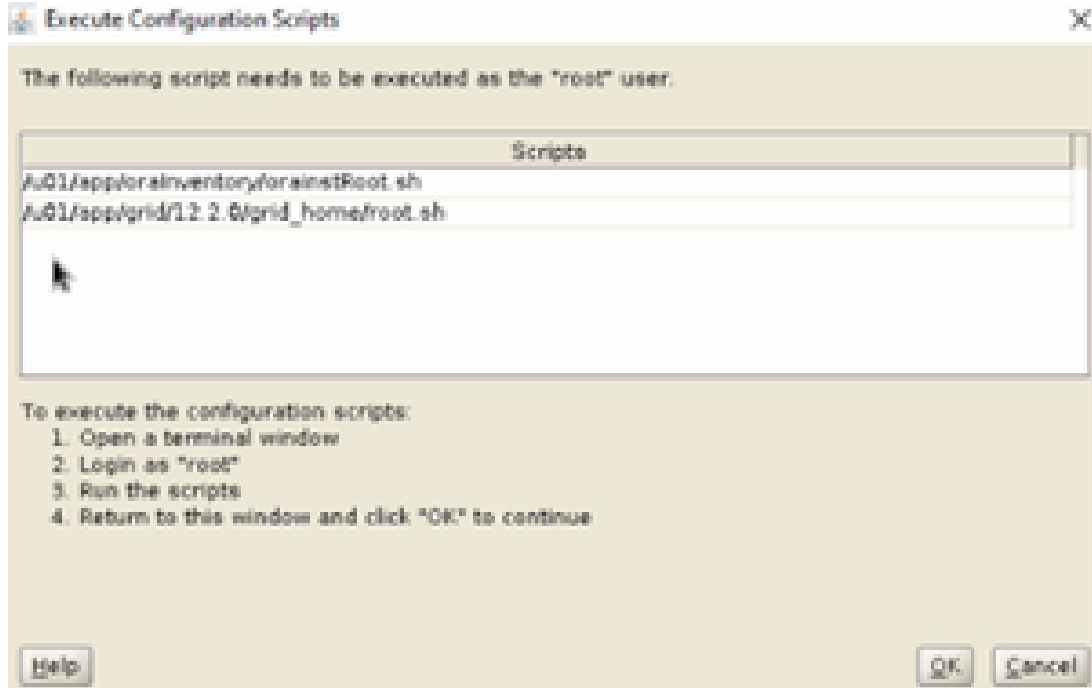 Execute Configuration Scripts
The following script needs to be executed as the "root" user.
Scripts
/u01/app/oraInventory/orainstRoot.sh
/u01/app/grid/12.2.0/grid_home/root.sh
To execute the configuration scripts:
1. Open a terminal window
2. Login as "root"
3. Run the scripts
4. Return to this window and click "OK" to continue
Help
OK
Cancel